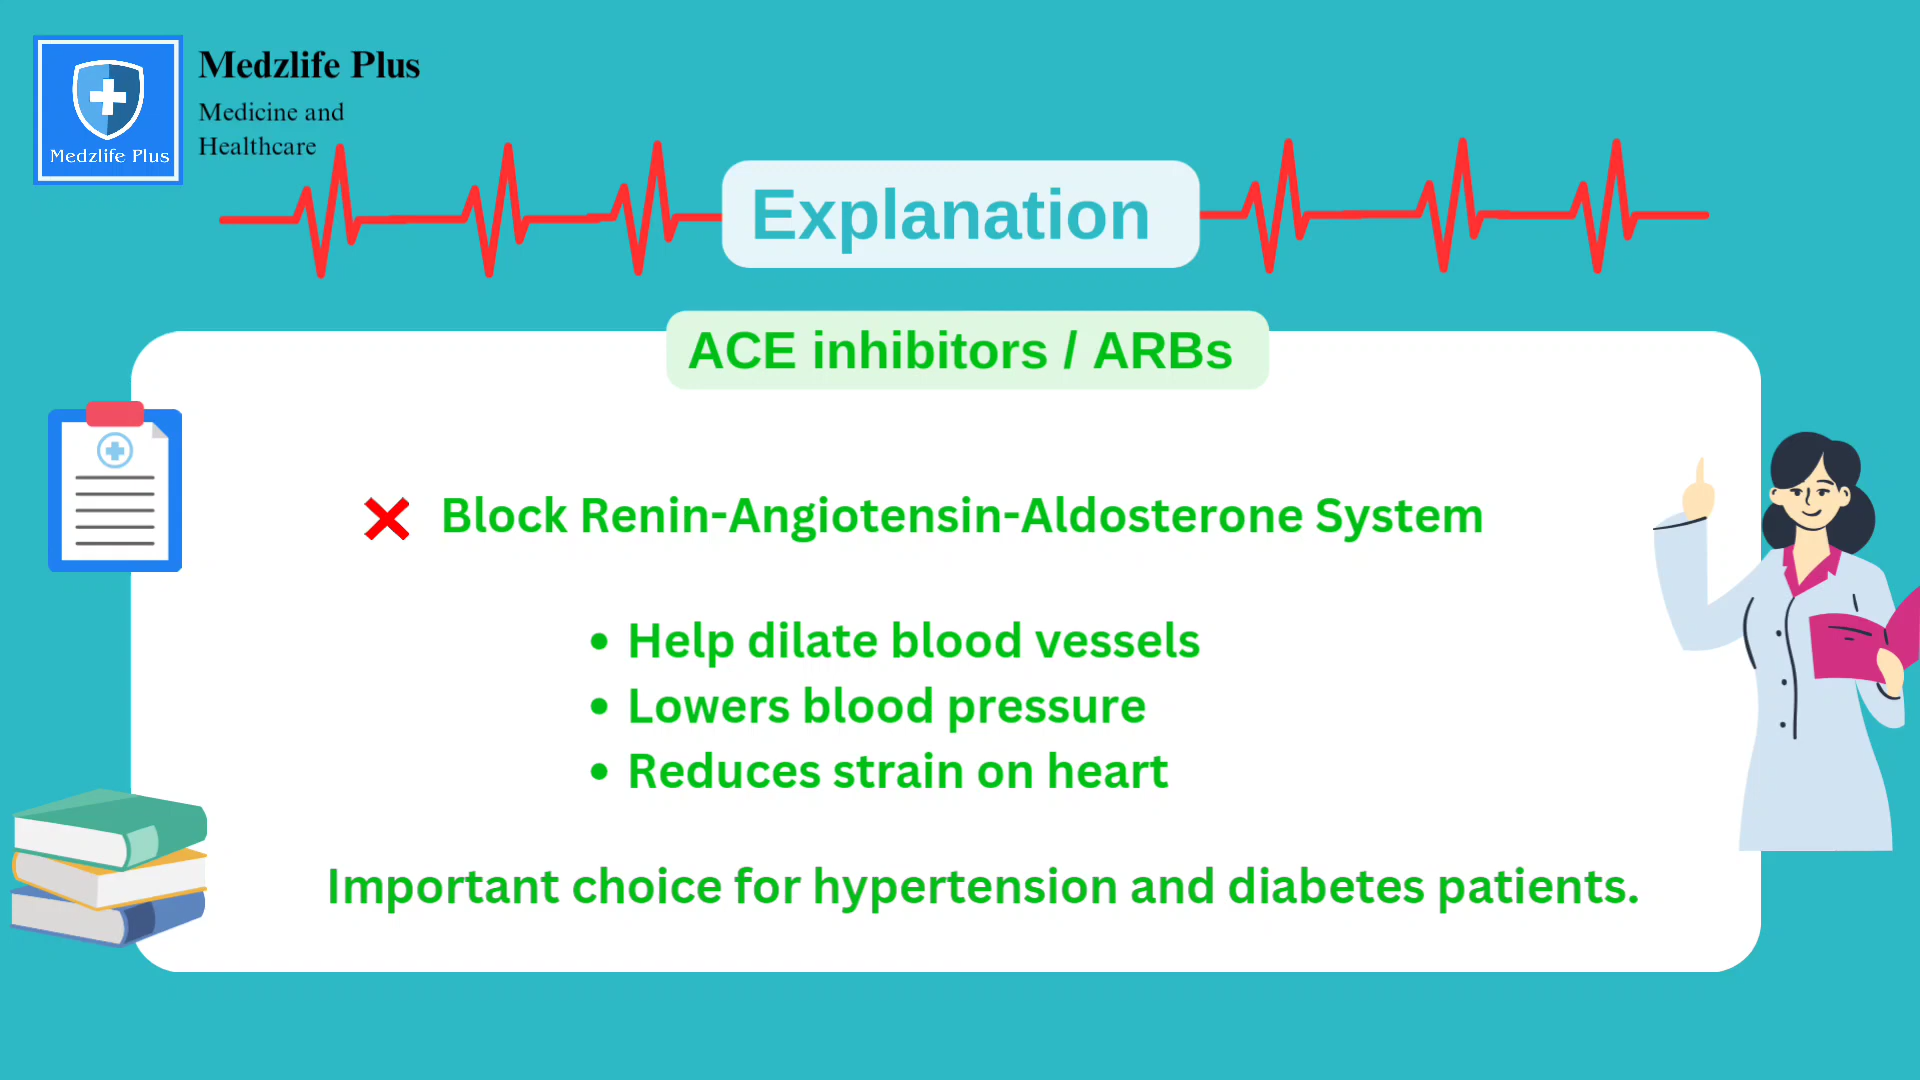 Medzlife Plus
Medicine and
Healthcare
Medzlife Plus
Explanation
ACE inhibitors / ARBs
Block Renin-Angiotensin-Aldosterone System
• Help dilate blood vessels
• Lowers blood pressure
• Reduces strain on heart
Important choice for hypertension and diabetes patients.